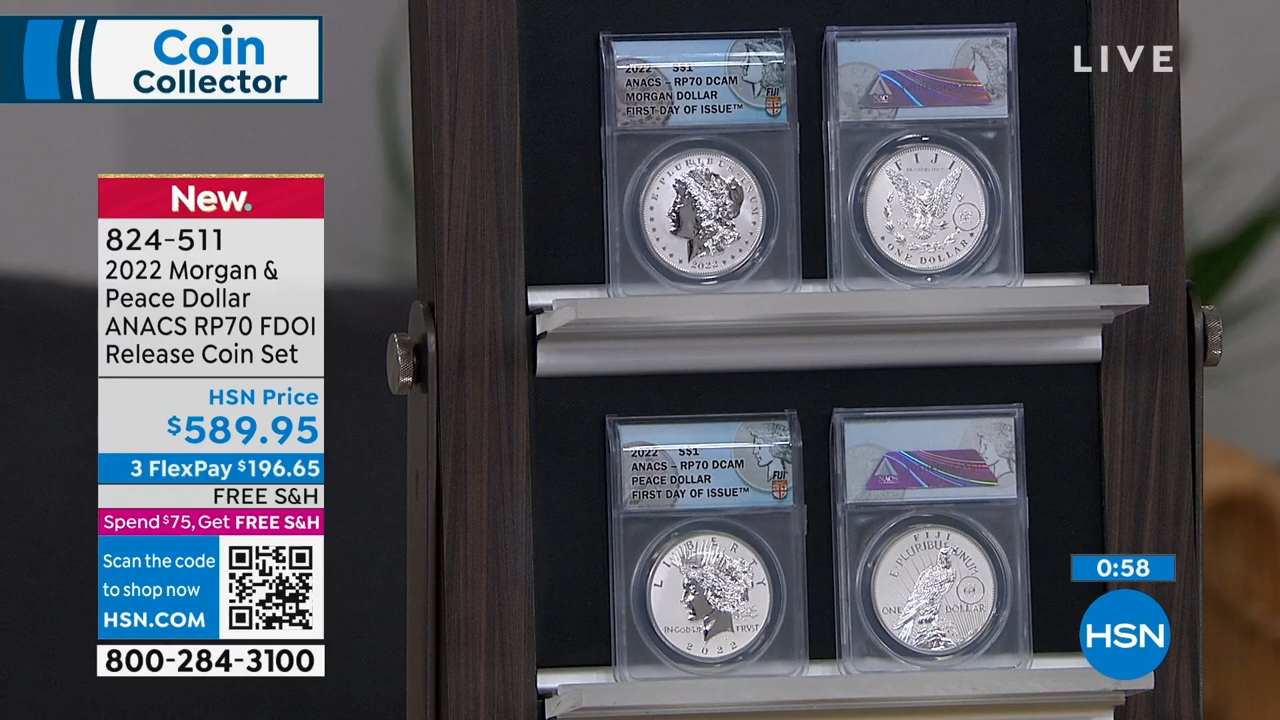 Coin
Collector
LIVE
New.
824-511
2022 Morgan &
Peace Dollar
ANACS RP70 FDOI
Release Coin Set
HSN Price
$589.95
3 FlexPay $196.65
FREE S&H
Spend $75, Get FREE S&H
Scan the code
to shop now
HSN.COM
800-284-3100
2022 S$1
ANACS – RP70 DCAM
MORGAN DOLLAR
FIRST DAY OF ISSUE™
FIJI
E PLURIBUS UNUM
2022
FIJI
ONE DOLLAR
2022 S$1
ANACS – RP70 DCAM
PEACE DOLLAR
FIRST DAY OF ISSUE™
FIJI
LIBERTY
IN GOD WE TRUST
2022
FIJI
E PLURIBUS UNUM
ONE DOLLAR
0:58
HSN